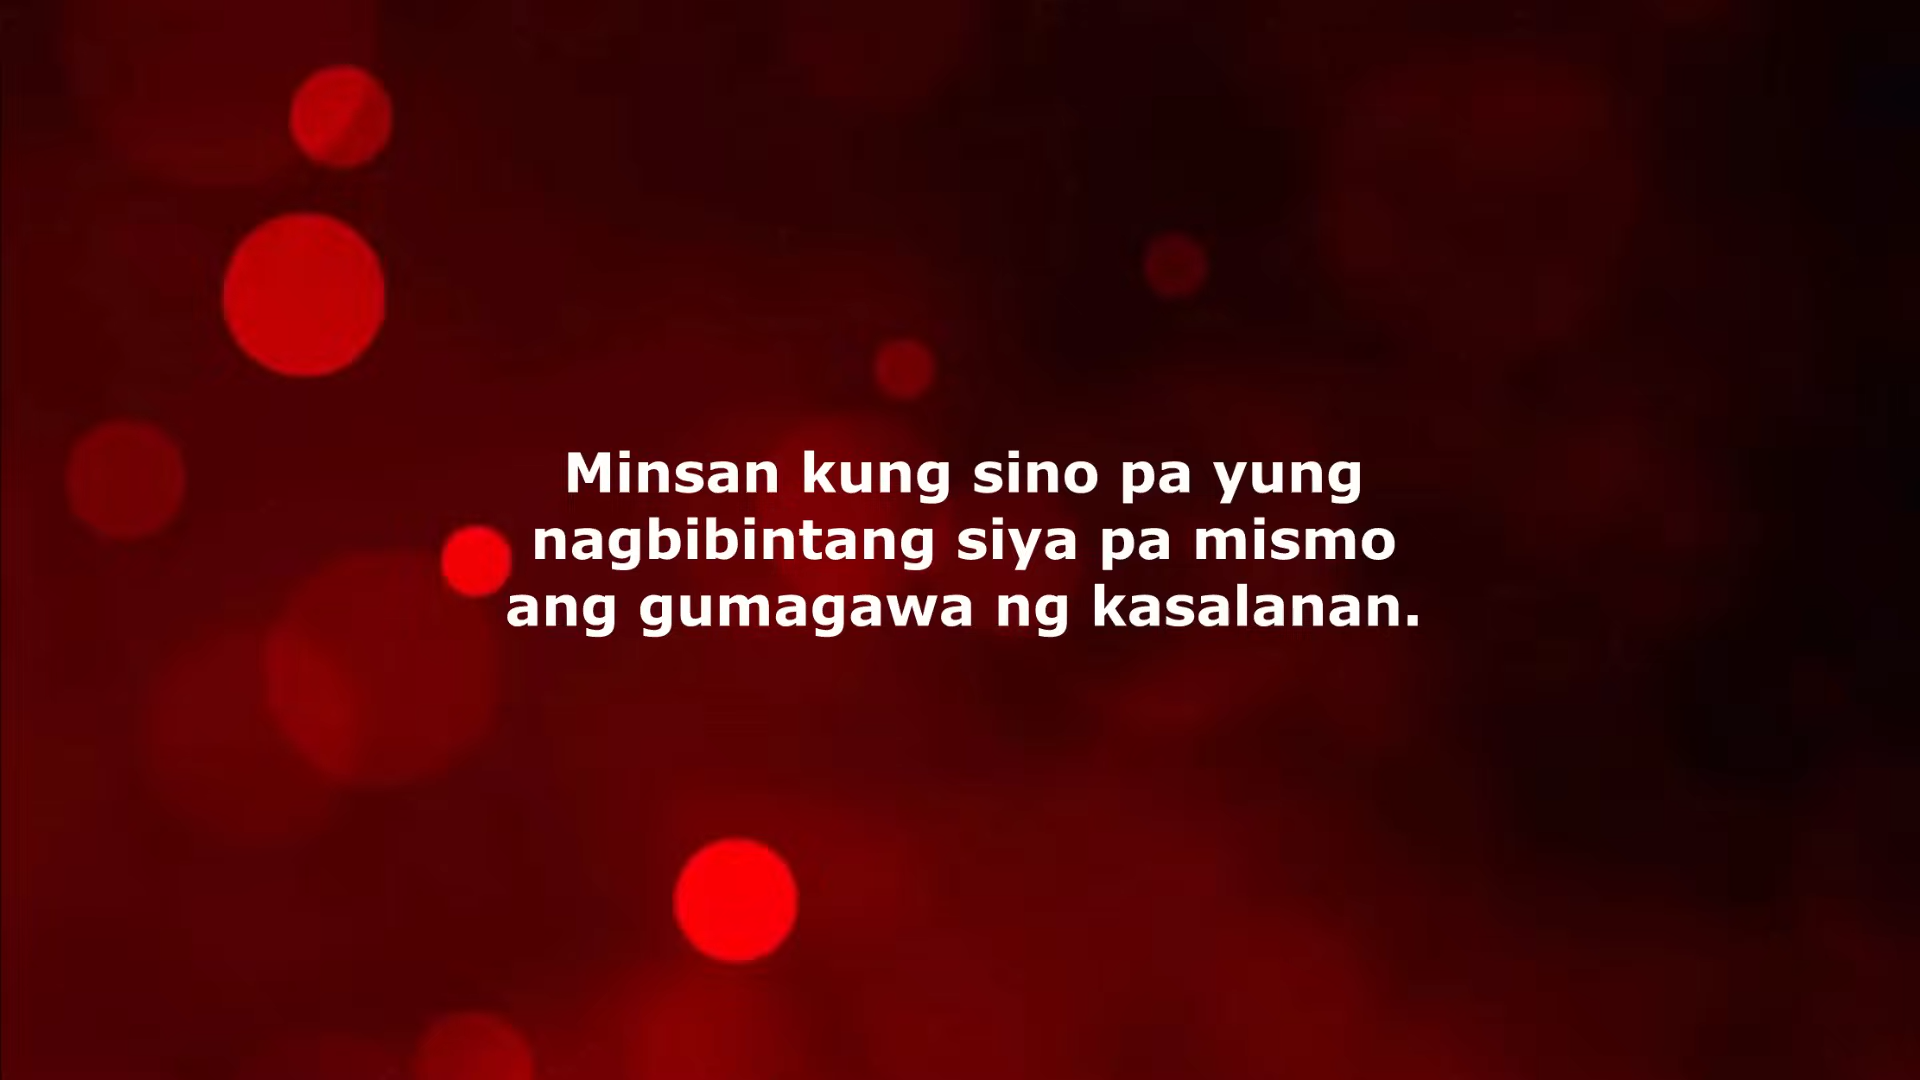 Minsan kung sino pa yung
nagbibintang siya pa mismo
ang gumagawa ng kasalanan.